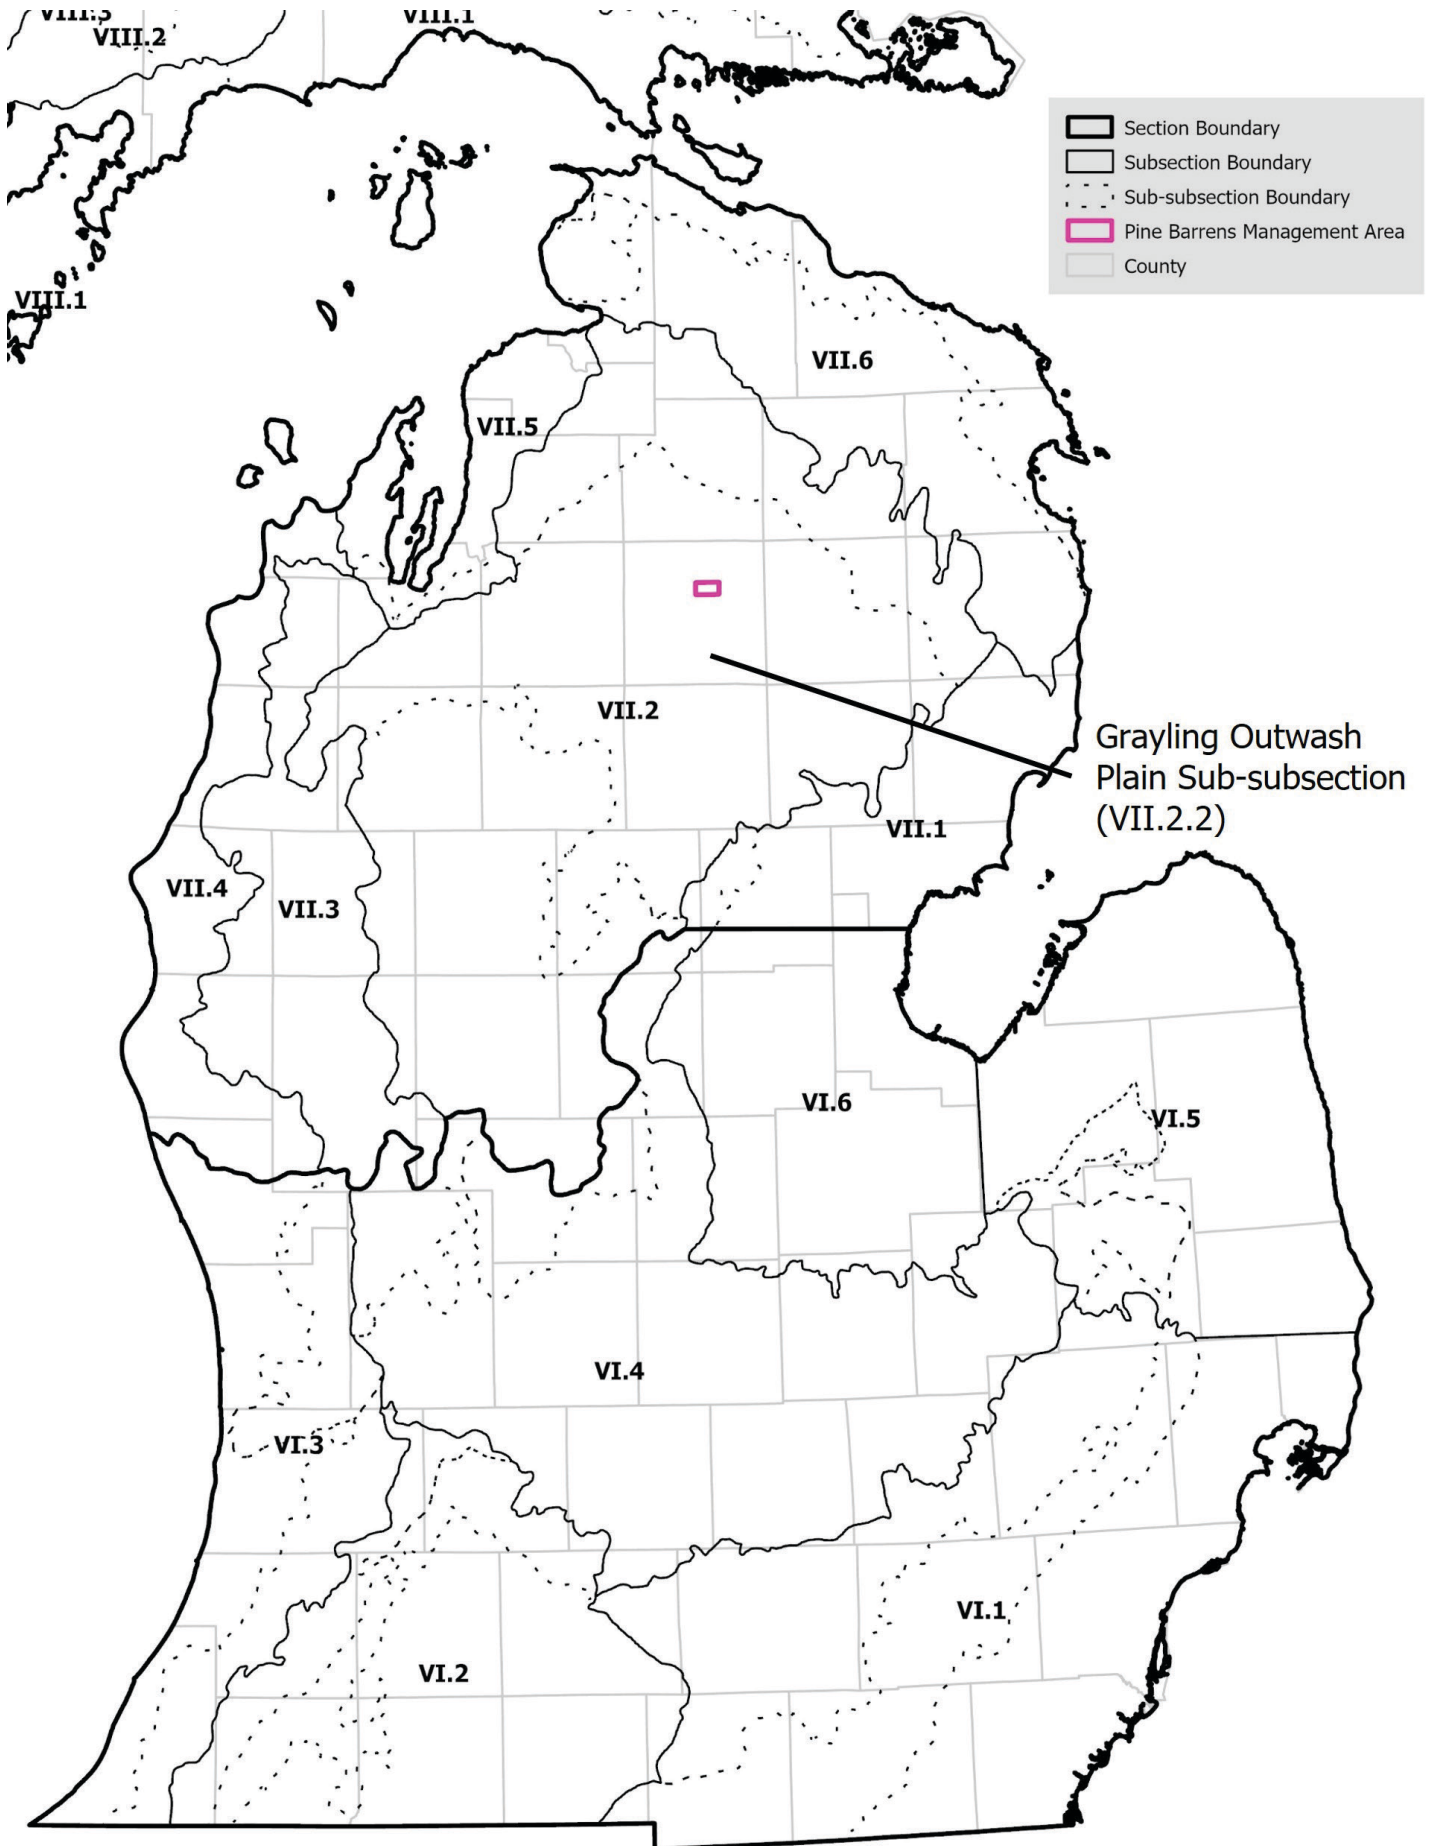 VIII.3
VIII.2
VIII.1
VIII.1
Section Boundary
Subsection Boundary
Sub-subsection Boundary
Pine Barrens Management Area
County
VII.6
VII.5
VII.2
Grayling Outwash
Plain Sub-subsection
(VII.2.2)
VII.1
VII.4
VII.3
VI.6
VI.5
VI.4
VI.3
VI.1
VI.2